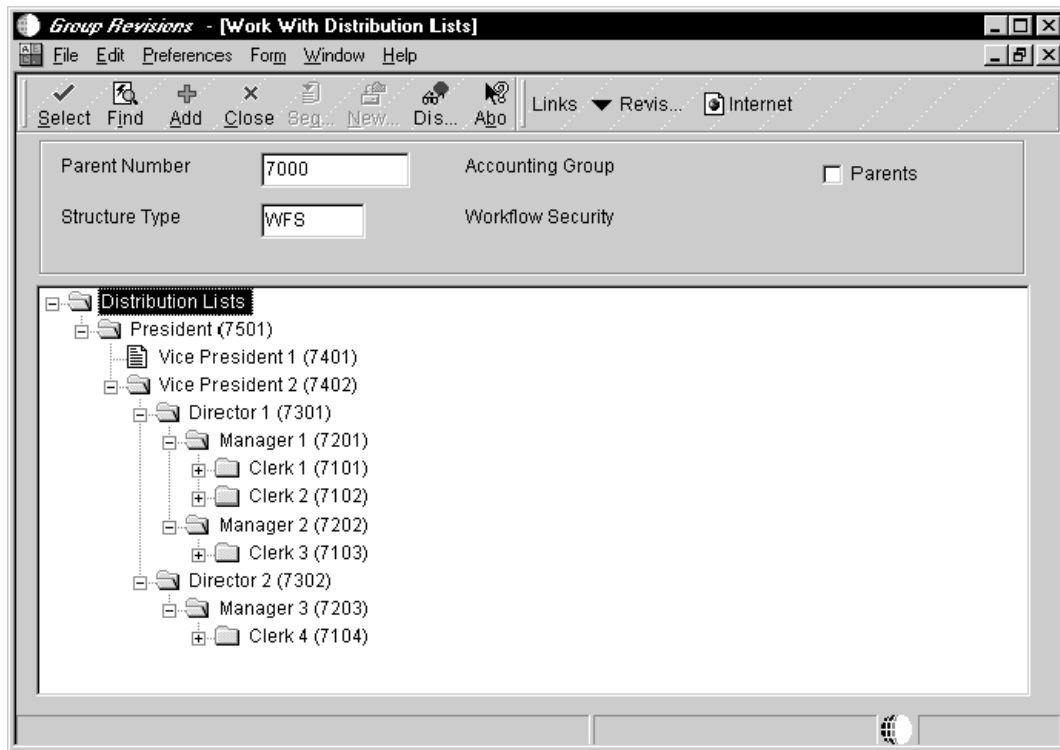 Group Revisions - [Work With Distribution Lists]
File Edit Preferences Form Window Help
Select Find Add Close Seq... New... Dis... Abo Links Revis... Internet
Parent Number 7000 Accounting Group Parents
Structure Type WFS Workflow Security
Distribution Lists
President (7501)
Vice President 1 (7401)
Vice President 2 (7402)
Director 1 (7301)
Manager 1 (7201)
Clerk 1 (7101)
Clerk 2 (7102)
Manager 2 (7202)
Clerk 3 (7103)
Director 2 (7302)
Manager 3 (7203)
Clerk 4 (7104)